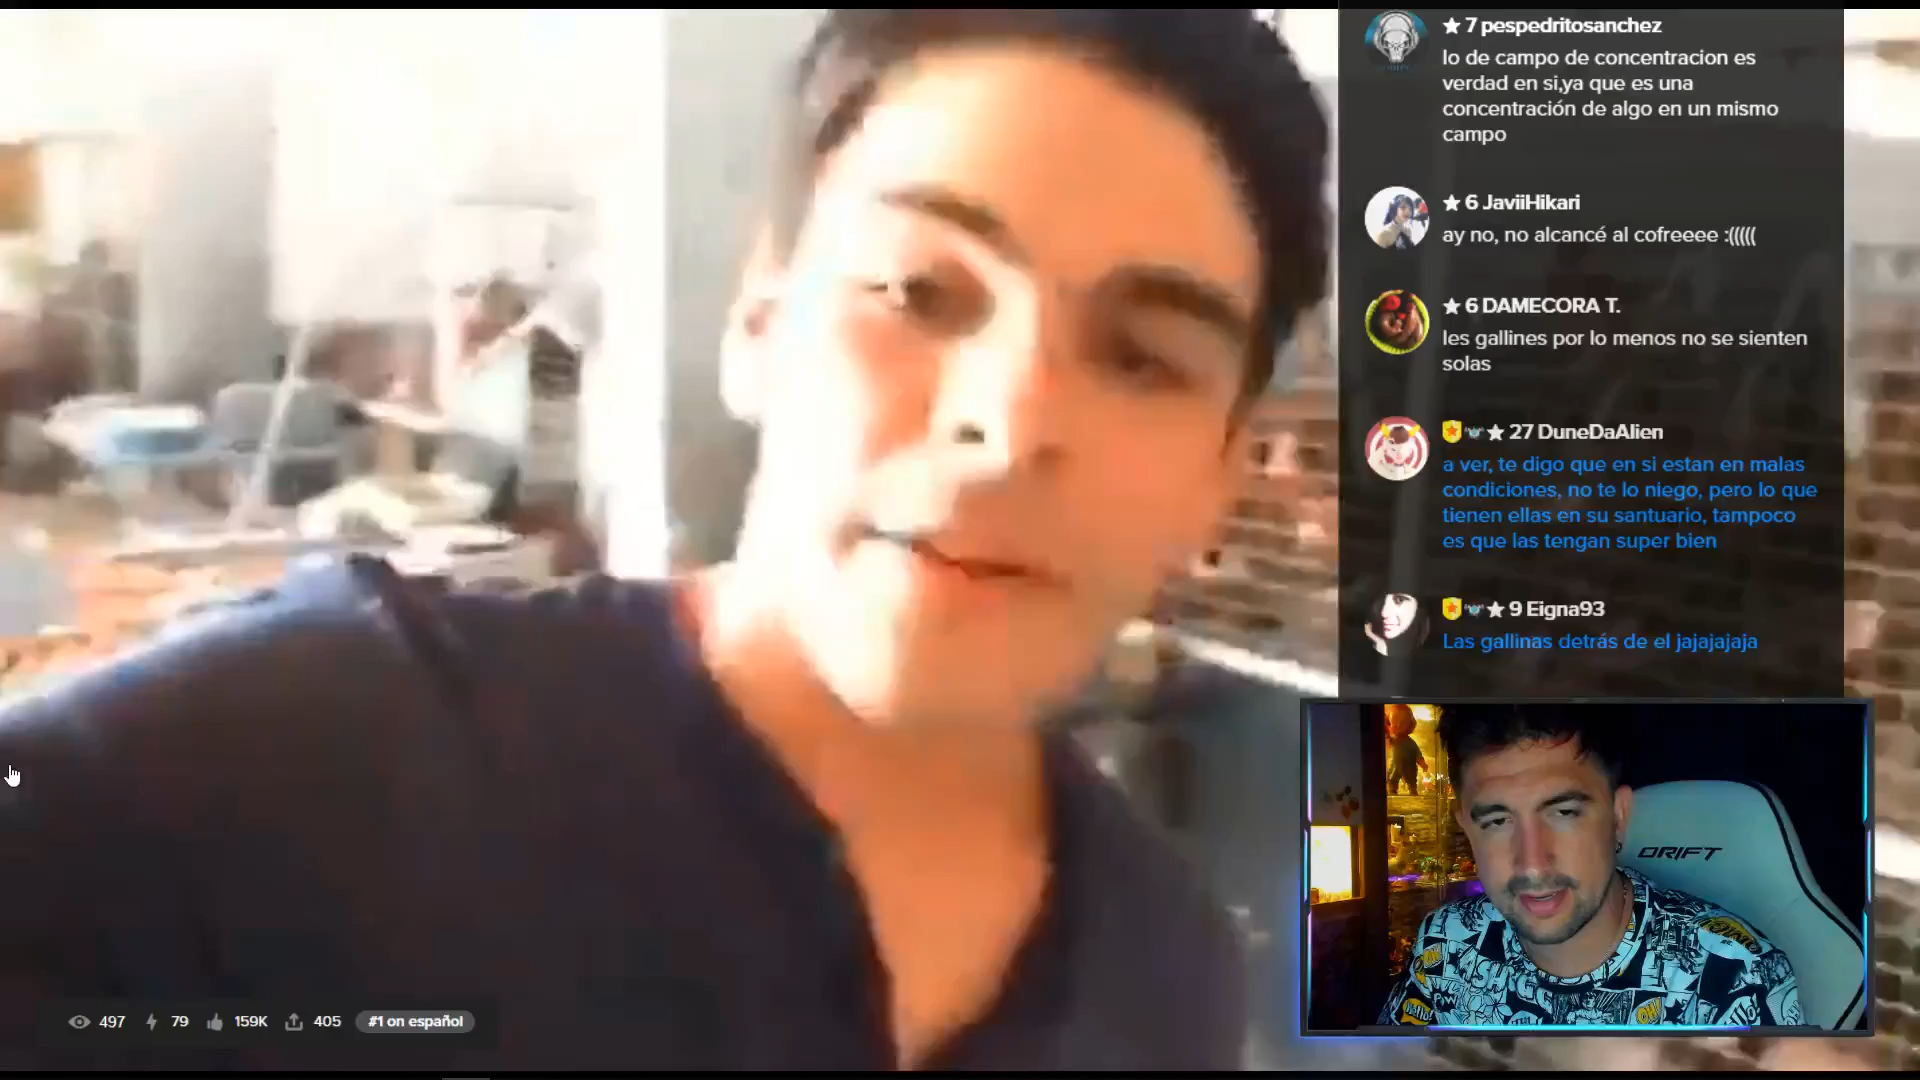 ★ 7 pespedritosanchez
lo de campo de concentracion es
verdad en si,ya que es una
concentración de algo en un mismo
campo
★ 6 JaviiHikari
ay no, no alcancé al cofreeee :(((((
★ 6 DAMECORA T.
les gallines por lo menos no se sienten
solas
★ 27 DuneDaAlien
a ver, te digo que en si estan en malas
condiciones, no te lo niego, pero lo que
tienen ellas en su santuario, tampoco
es que las tengan super bien
★ 9 Eigna93
Las gallinas detrás de el jajajajaja
DRIFT
497 79 159K 405 #1 on español